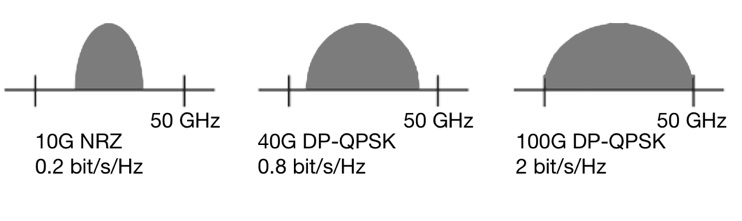 50 GHz
10G NRZ
0.2 bit/s/Hz
50 GHz
40G DP-QPSK
0.8 bit/s/Hz
50 GHz
100G DP-QPSK
2 bit/s/Hz